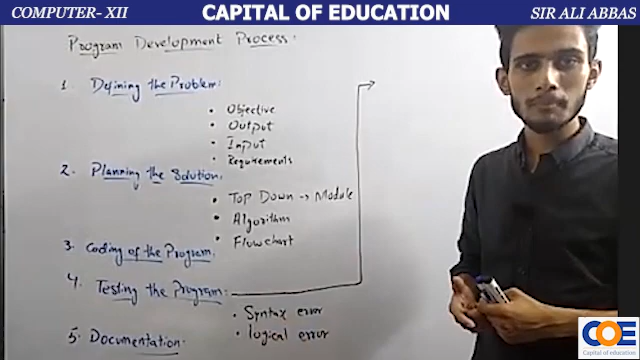 COMPUTER- XII
CAPITAL OF EDUCATION
SIR ALI ABBAS
Program Development Process:
1. Defining the Problem:
• Objective
• Output
• Input
• Requirements
2. Planning the Solution.
• Top Down → Module
• Algorithm
• Flowchart
3. Coding of the Program.
4. Testing the Program:
• Syntax error
• logical error
5. Documentation.
COE
Capital of education